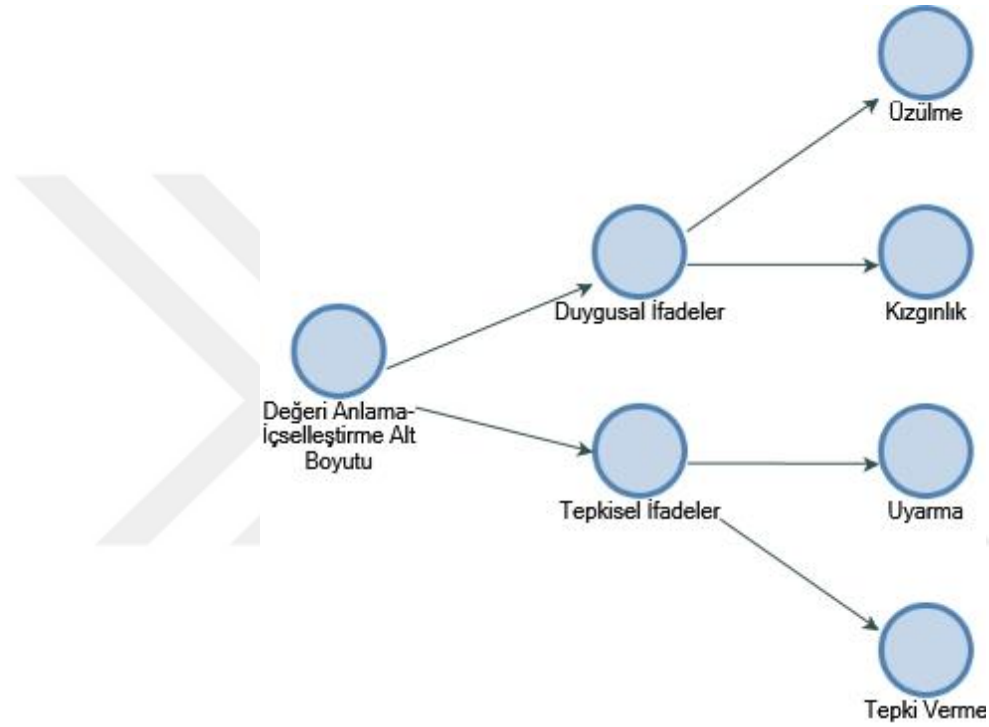 Üzülme
Duygusal İfadeler
Kızgınlık
Değeri Anlama-
İçselleştirme Alt
Boyutu
Tepkisel İfadeler
Uyarma
Tepki Verme